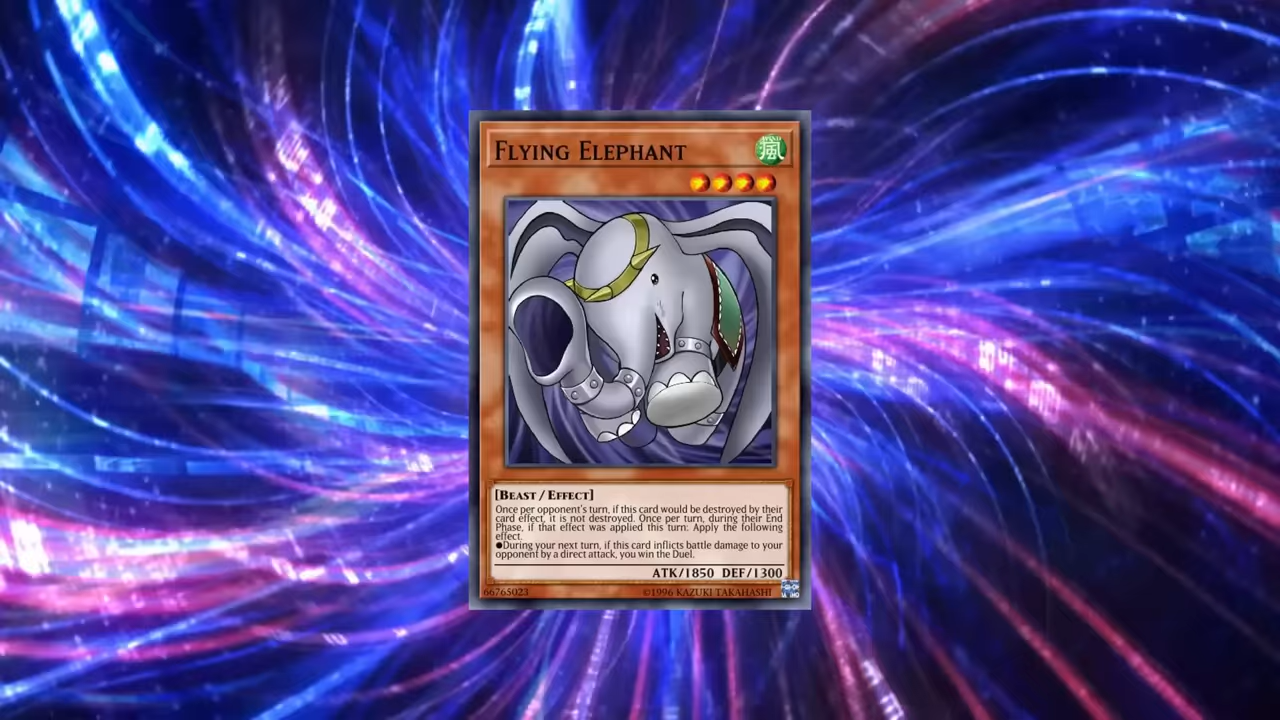 FLYING ELEPHANT
風
[BEAST / EFFECT]
Once per opponent's turn, if this card would be destroyed by their
card effect, it is not destroyed. Once per turn, during their End
Phase, if that effect was applied this turn: Apply the following
effect.
●During your next turn, if this card inflicts battle damage to your
opponent by a direct attack, you win the Duel.
ATK/1850 DEF/1300
66765023 ©1996 KAZUKI TAKAHASHI